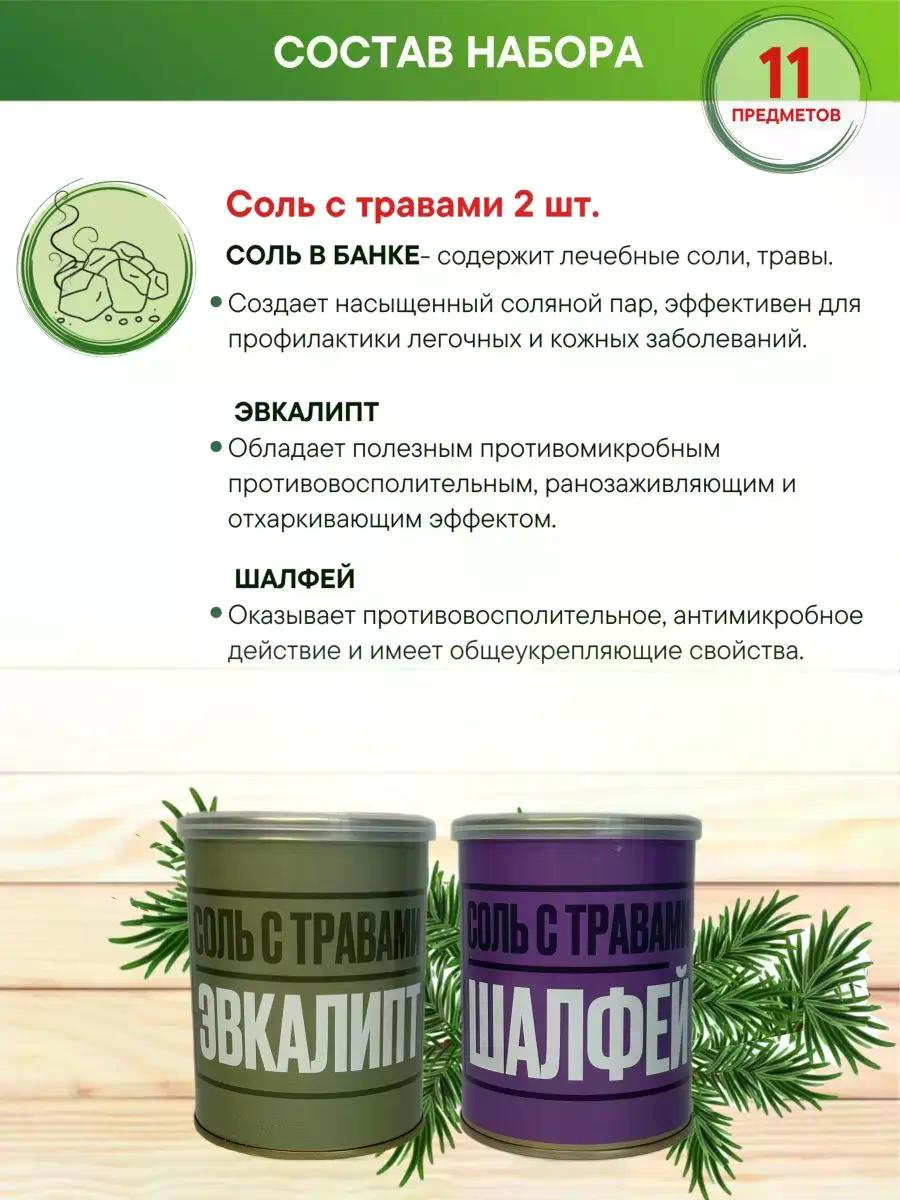 СОСТАВ НАБОРА
11
ПРЕДМЕТОВ
Соль с травами 2 шт.
СОЛЬ В БАНКЕ- содержит лечебные соли, травы.
Создает насыщенный соляной пар, эффективен для
профилактики легочных и кожных заболеваний.
ЭВКАЛИПТ
Обладает полезным противомикробным
противовосполительным, ранозаживляющим и
отхаркивающим эффектом.
ШАЛФЕЙ
Оказывает противовосполительное, антимикробное
действие и имеет общеукрепляющие свойства.
СОЛЬ С ТРАВАМИ
ЭВКАЛИПТ
СОЛЬ С ТРАВАМИ
ШАЛФЕЙ